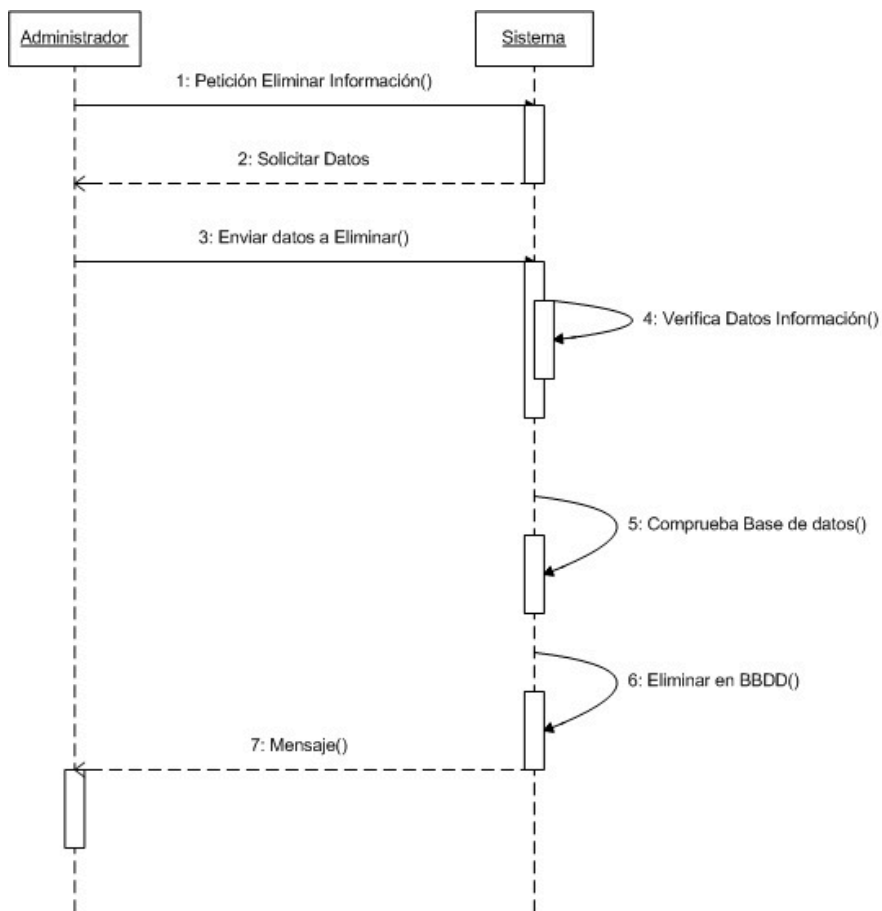 Administrador
Sistema
1: Petición Eliminar Información()
2: Solicitar Datos
3: Enviar datos a Eliminar()
4: Verifica Datos Información()
5: Comprueba Base de datos()
6: Eliminar en BBDD()
7: Mensaje()